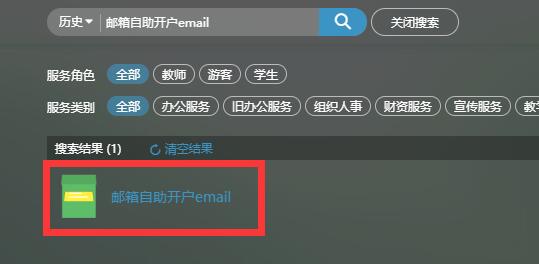 历史 邮箱自助开户email 关闭搜索
服务角色 全部 教师 游客 学生
服务类别 全部 办公服务 旧办公服务 组织人事 财资服务 宣传服务 教学
搜索结果 (1) 清空结果
邮箱自助开户email